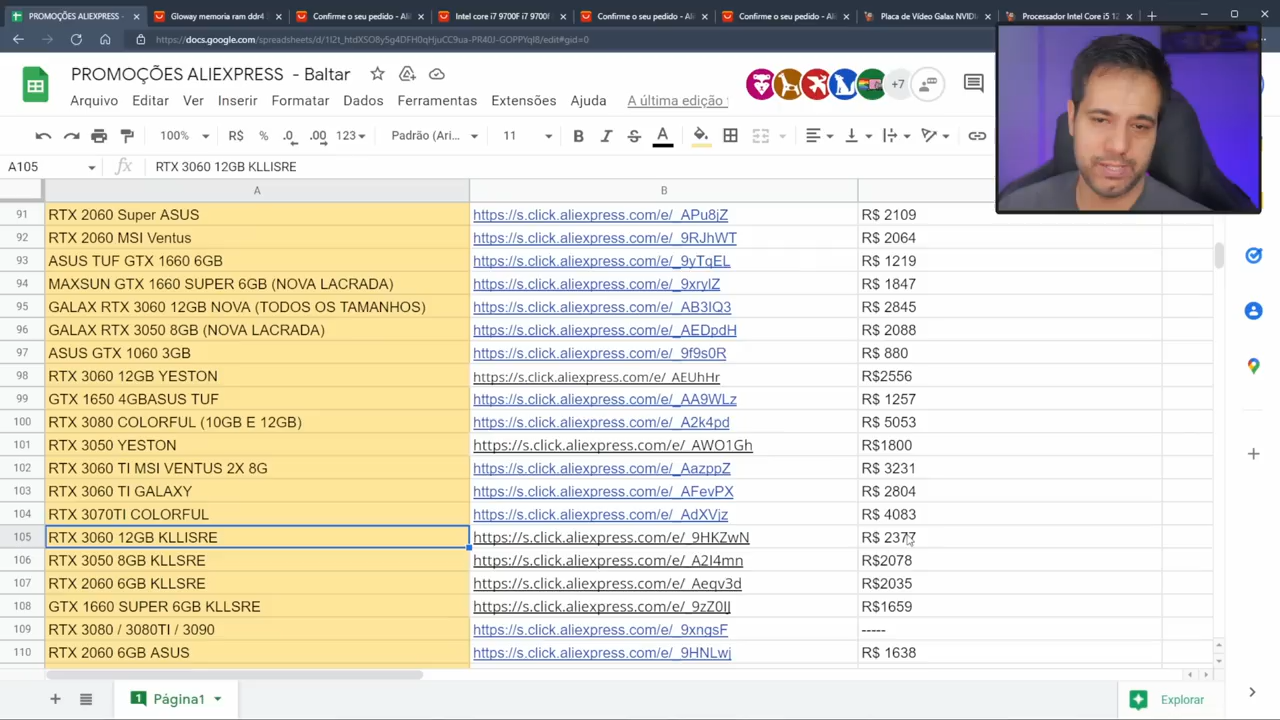 PROMOÇÕES ALIEXPRESS -
Gloway memoria ram ddr4
Confirme o seu pedido - Ali
Intel core i7 9700F i7 9700F
Confirme o seu pedido - Ali
Confirme o seu pedido - Ali
Placa de Vídeo Galax NVIDI
Processador Intel Core i5 12
https://docs.google.com/spreadsheets/d/
PROMOÇÕES ALIEXPRESS - Baltar
+7
Arquivo Editar Ver Inserir Formatar Dados Ferramentas Extensões Ajuda A última edição
100% R$ % .0 .00 123 Padrão (Ari... 11 B I S A
A105 fx RTX 3060 12GB KLLISRE
A B
91 RTX 2060 Super ASUS https://s.click.aliexpress.com/e/_APu8jZ R$ 2109
92 RTX 2060 MSI Ventus https://s.click.aliexpress.com/e/_9RJhWT R$ 2064
93 ASUS TUF GTX 1660 6GB https://s.click.aliexpress.com/e/_9yTqEL R$ 1219
94 MAXSUN GTX 1660 SUPER 6GB (NOVA LACRADA) https://s.click.aliexpress.com/e/_9xrylZ R$ 1847
95 GALAX RTX 3060 12GB NOVA (TODOS OS TAMANHOS) https://s.click.aliexpress.com/e/_AB3IQ3 R$ 2845
96 GALAX RTX 3050 8GB (NOVA LACRADA) https://s.click.aliexpress.com/e/_AEDpdH R$ 2088
97 ASUS GTX 1060 3GB https://s.click.aliexpress.com/e/_9f9s0R R$ 880
98 RTX 3060 12GB YESTON https://s.click.aliexpress.com/e/_AEUhHr R$2556
99 GTX 1650 4GBASUS TUF https://s.click.aliexpress.com/e/_AA9WLz R$ 1257
100 RTX 3080 COLORFUL (10GB E 12GB) https://s.click.aliexpress.com/e/_A2k4pd R$ 5053
101 RTX 3050 YESTON https://s.click.aliexpress.com/e/_AWO1Gh R$1800
102 RTX 3060 TI MSI VENTUS 2X 8G https://s.click.aliexpress.com/e/_AazppZ R$ 3231
103 RTX 3060 TI GALAXY https://s.click.aliexpress.com/e/_AFevPX R$ 2804
104 RTX 3070TI COLORFUL https://s.click.aliexpress.com/e/_AdXVjz R$ 4083
105 RTX 3060 12GB KLLISRE https://s.click.aliexpress.com/e/_9HKZwN R$ 2377
106 RTX 3050 8GB KLLSRE https://s.click.aliexpress.com/e/_A2I4mn R$2078
107 RTX 2060 6GB KLLSRE https://s.click.aliexpress.com/e/_Aeqv3d R$2035
108 GTX 1660 SUPER 6GB KLLSRE https://s.click.aliexpress.com/e/_9zZ0IJ R$1659
109 RTX 3080 / 3080TI / 3090 https://s.click.aliexpress.com/e/_9xnqsF -----
110 RTX 2060 6GB ASUS https://s.click.aliexpress.com/e/_9HNLwj R$ 1638
1 Página1
Explorar